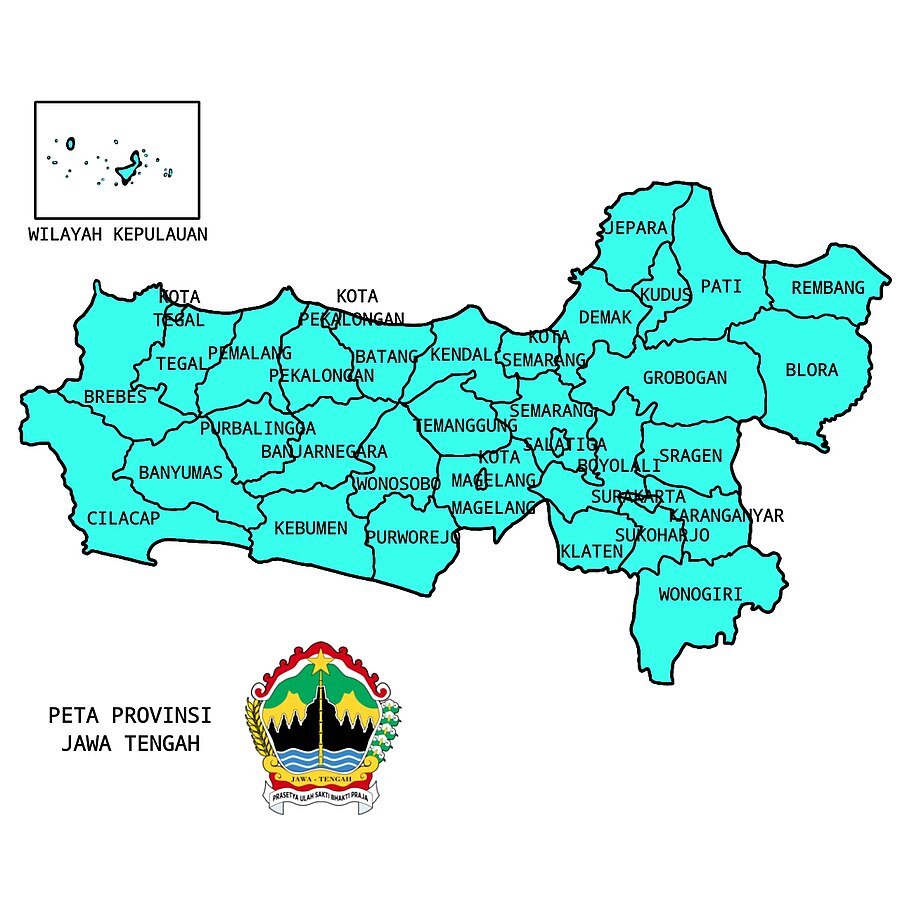 WILAYAH KEPULAUAN
JEPARA
KUDUS
PATI
REMBANG
KOTA
TEGAL
KOTA
PEKALONGAN
DEMAK
KOTA
SEMARANG
TEGAL
PEMALANG
PEKALONGAN
BATANG
KENDAL
GROBOGAN
BLORA
BREBES
PURBALINGGA
BANJARNEGARA
TEMANGGUNG
SEMARANG
SALATIGA
BOYOLALI
SRAGEN
BANYUMAS
WONOSOBO
KOTA
MAGELANG
MAGELANG
SURAKARTA
KARANGANYAR
CILACAP
KEBUMEN
PURWOREJO
SUKOHARJO
KLATEN
WONOGIRI
PETA PROVINSI
JAWA TENGAH
JAWA - TENGAH
PRASETYA ULAH SAKTI BHAKTI PRAJA